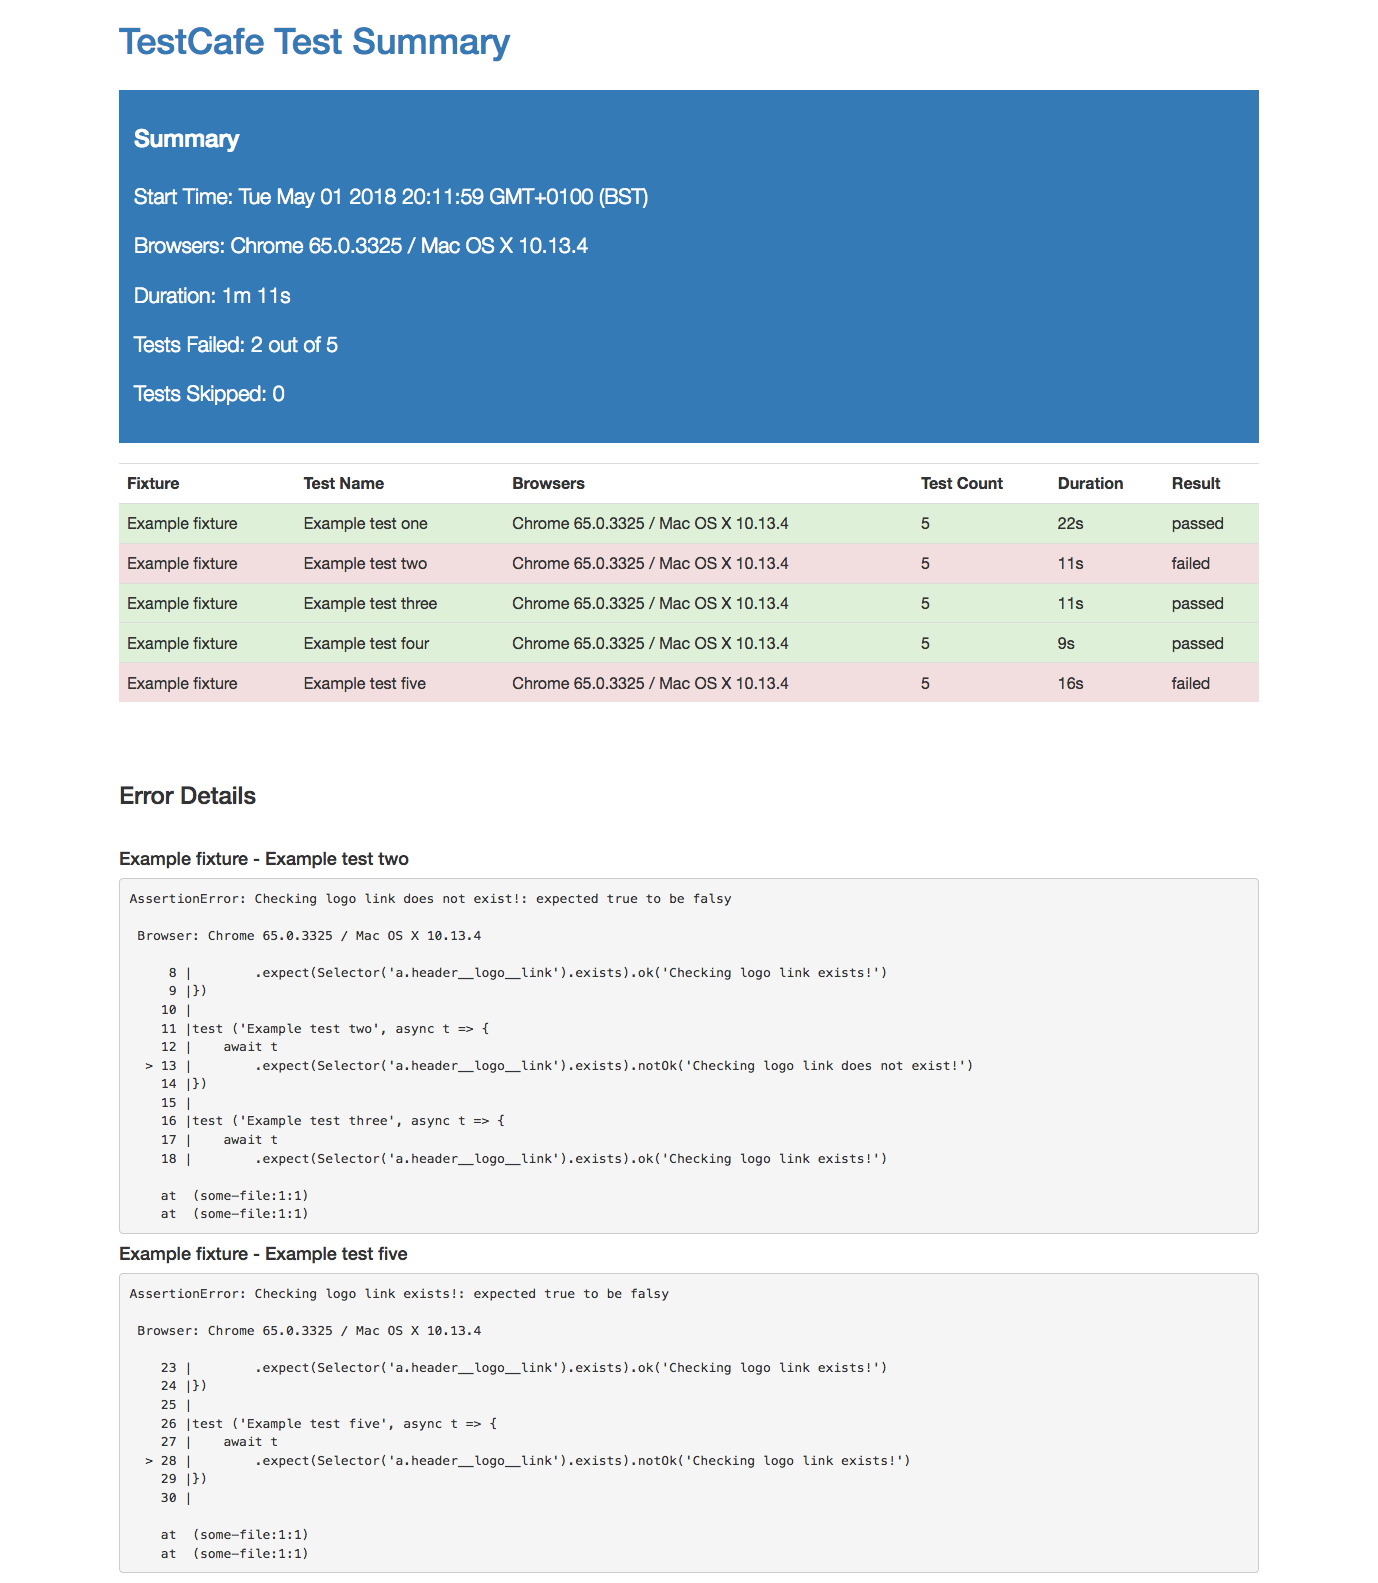 TestCafe Test Summary
Summary
Start Time: Tue May 01 2018 20:11:59 GMT+0100 (BST)
Browsers: Chrome 65.0.3325 / Mac OS X 10.13.4
Duration: 1m 11s
Tests Failed: 2 out of 5
Tests Skipped: 0
Fixture Test Name Browsers Test Count Duration Result
Example fixture Example test one Chrome 65.0.3325 / Mac OS X 10.13.4 5 22s passed
Example fixture Example test two Chrome 65.0.3325 / Mac OS X 10.13.4 5 11s failed
Example fixture Example test three Chrome 65.0.3325 / Mac OS X 10.13.4 5 11s passed
Example fixture Example test four Chrome 65.0.3325 / Mac OS X 10.13.4 5 9s passed
Example fixture Example test five Chrome 65.0.3325 / Mac OS X 10.13.4 5 16s failed
Error Details
Example fixture - Example test two
AssertionError: Checking logo link does not exist!: expected true to be falsy
Browser: Chrome 65.0.3325 / Mac OS X 10.13.4
8 |        .expect(Selector('a.header__logo__link').exists).ok('Checking logo link exists!')
9 |})
10 |
11 |test ('Example test two', async t => {
12 |    await t
> 13 |        .expect(Selector('a.header__logo__link').exists).notOk('Checking logo link does not exist!')
14 |})
15 |
16 |test ('Example test three', async t => {
17 |    await t
18 |        .expect(Selector('a.header__logo__link').exists).ok('Checking logo link exists!')
at  (some-file:1:1)
at  (some-file:1:1)
Example fixture - Example test five
AssertionError: Checking logo link exists!: expected true to be falsy
Browser: Chrome 65.0.3325 / Mac OS X 10.13.4
23 |        .expect(Selector('a.header__logo__link').exists).ok('Checking logo link exists!')
24 |})
25 |
26 |test ('Example test five', async t => {
27 |    await t
> 28 |        .expect(Selector('a.header__logo__link').exists).notOk('Checking logo link exists!')
29 |})
30 |
at  (some-file:1:1)
at  (some-file:1:1)